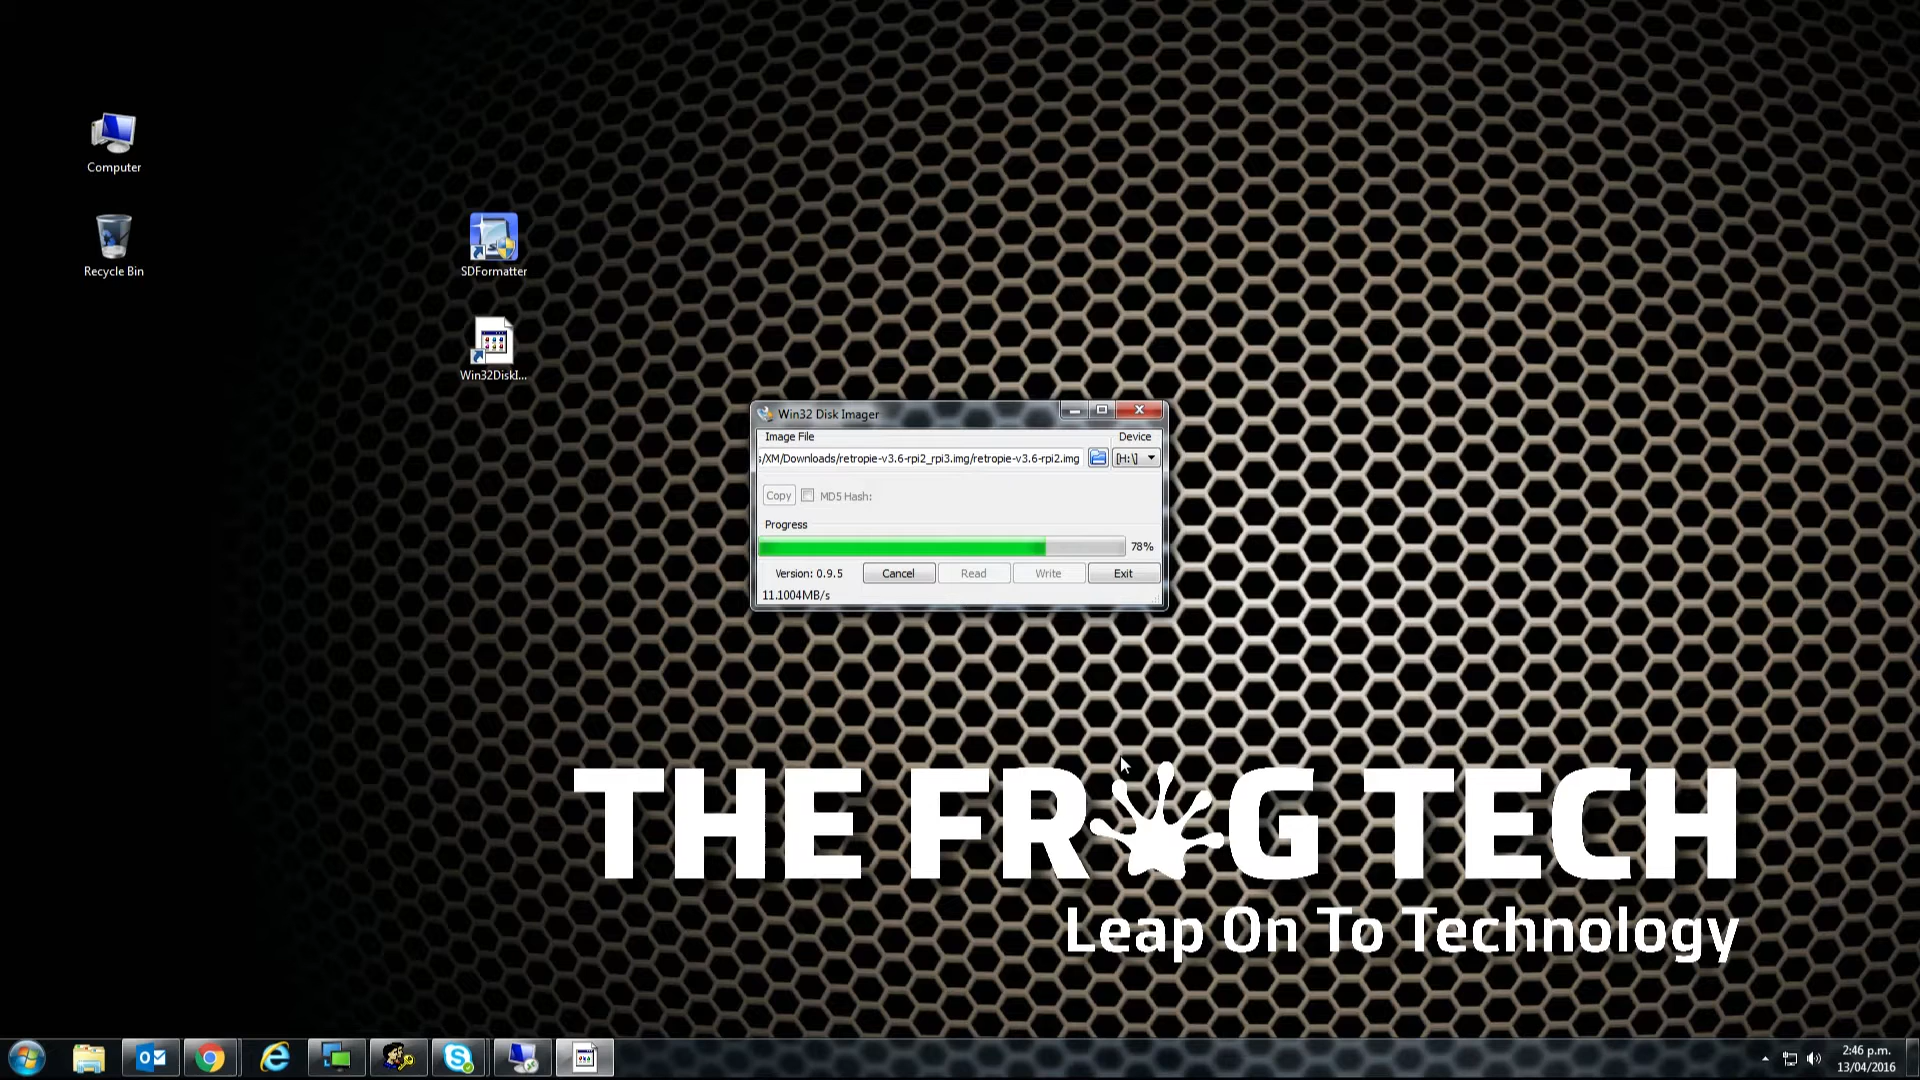 Computer
Recycle Bin
SDFormatter
Win32DiskI...
Win32 Disk Imager
Image File
Device
s/XM/Downloads/retropie-v3.6-rpi2_rpi3.img/retropie-v3.6-rpi2.img
[H:\]
Copy
MD5 Hash:
Progress
78%
Version: 0.9.5
Cancel
Read
Write
Exit
11.1004MB/s
THE FROG TECH
Leap On To Technology
2:46 p.m.
13/04/2016